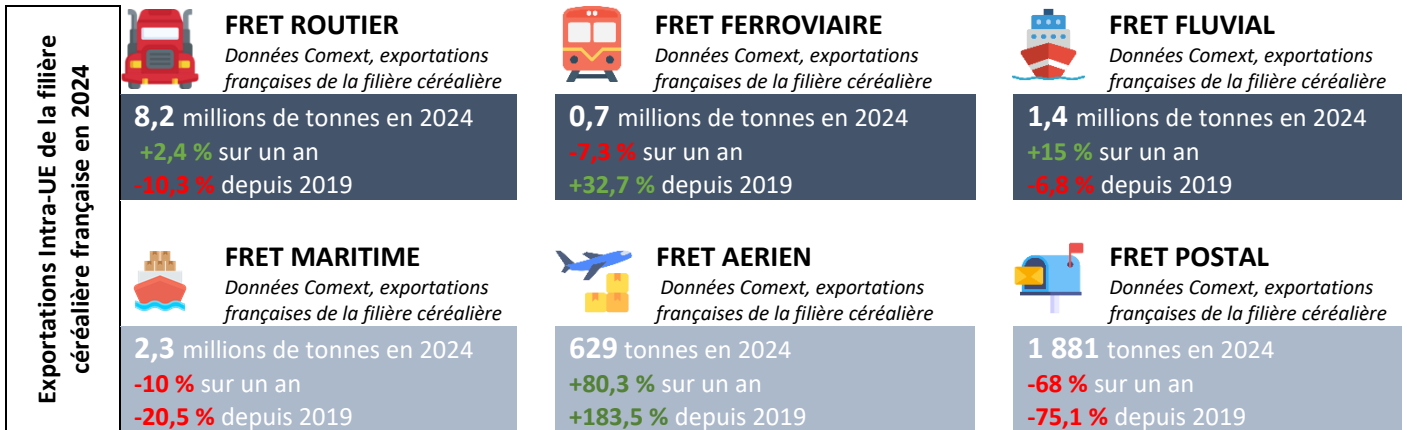 Exportations Intra-UE de la filière
céréalière française en 2024
FRET ROUTIER
Données Comext, exportations
françaises de la filière céréalière
8,2 millions de tonnes en 2024
+2,4 % sur un an
-10,3 % depuis 2019
FRET FERROVIAIRE
Données Comext, exportations
françaises de la filière céréalière
0,7 millions de tonnes en 2024
-7,3 % sur un an
+32,7 % depuis 2019
FRET FLUVIAL
Données Comext, exportations
françaises de la filière céréalière
1,4 millions de tonnes en 2024
+15 % sur un an
-6,8 % depuis 2019
FRET MARITIME
Données Comext, exportations
françaises de la filière céréalière
2,3 millions de tonnes en 2024
-10 % sur un an
-20,5 % depuis 2019
FRET AERIEN
Données Comext, exportations
françaises de la filière céréalière
629 tonnes en 2024
+80,3 % sur un an
+183,5 % depuis 2019
FRET POSTAL
Données Comext, exportations
françaises de la filière céréalière
1 881 tonnes en 2024
-68 % sur un an
-75,1 % depuis 2019